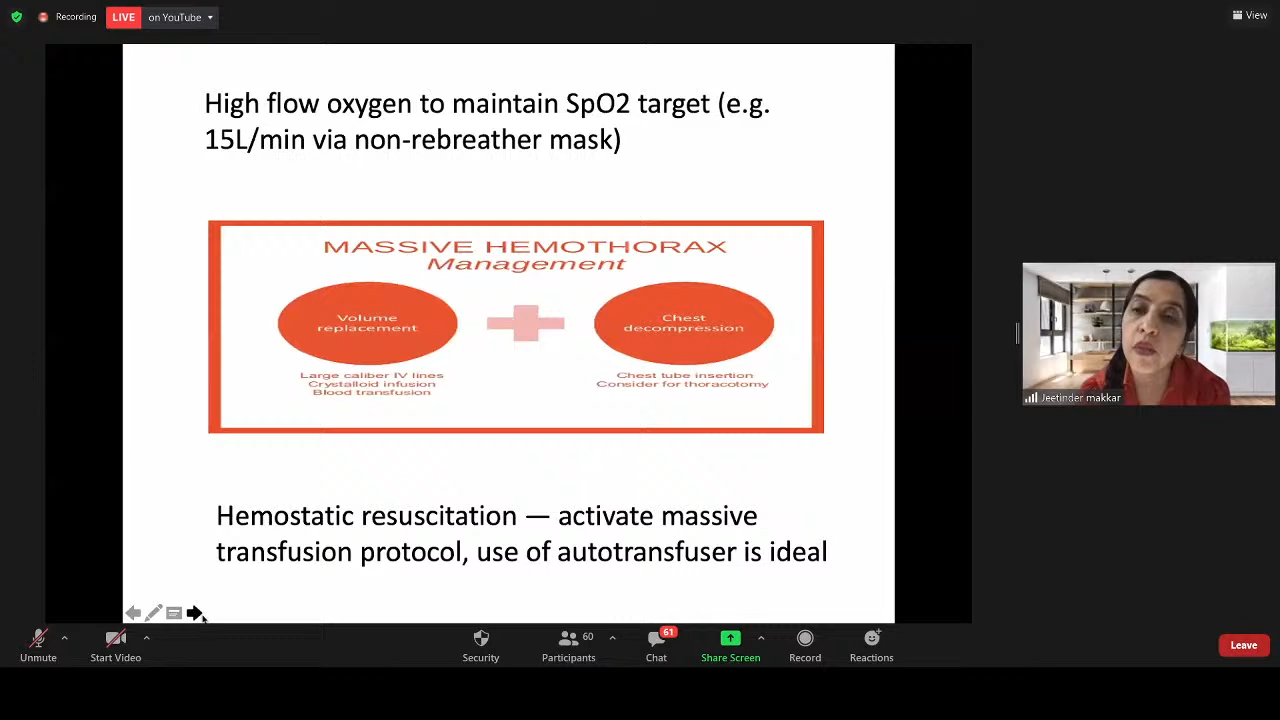 Recording
LIVE on YouTube
View
High flow oxygen to maintain SpO2 target (e.g.
15L/min via non-rebreather mask)
MASSIVE HEMOTHORAX
Management
Volume
replacement
Large caliber IV lines
Crystalloid infusion
Blood transfusion
Chest
decompression
Chest tube insertion
Consider for thoracotomy
Hemostatic resuscitation — activate massive
transfusion protocol, use of autotransfuser is ideal
Jeetinder makkar
Unmute
Start Video
Security
60
Participants
61
Chat
Share Screen
Record
Reactions
Leave